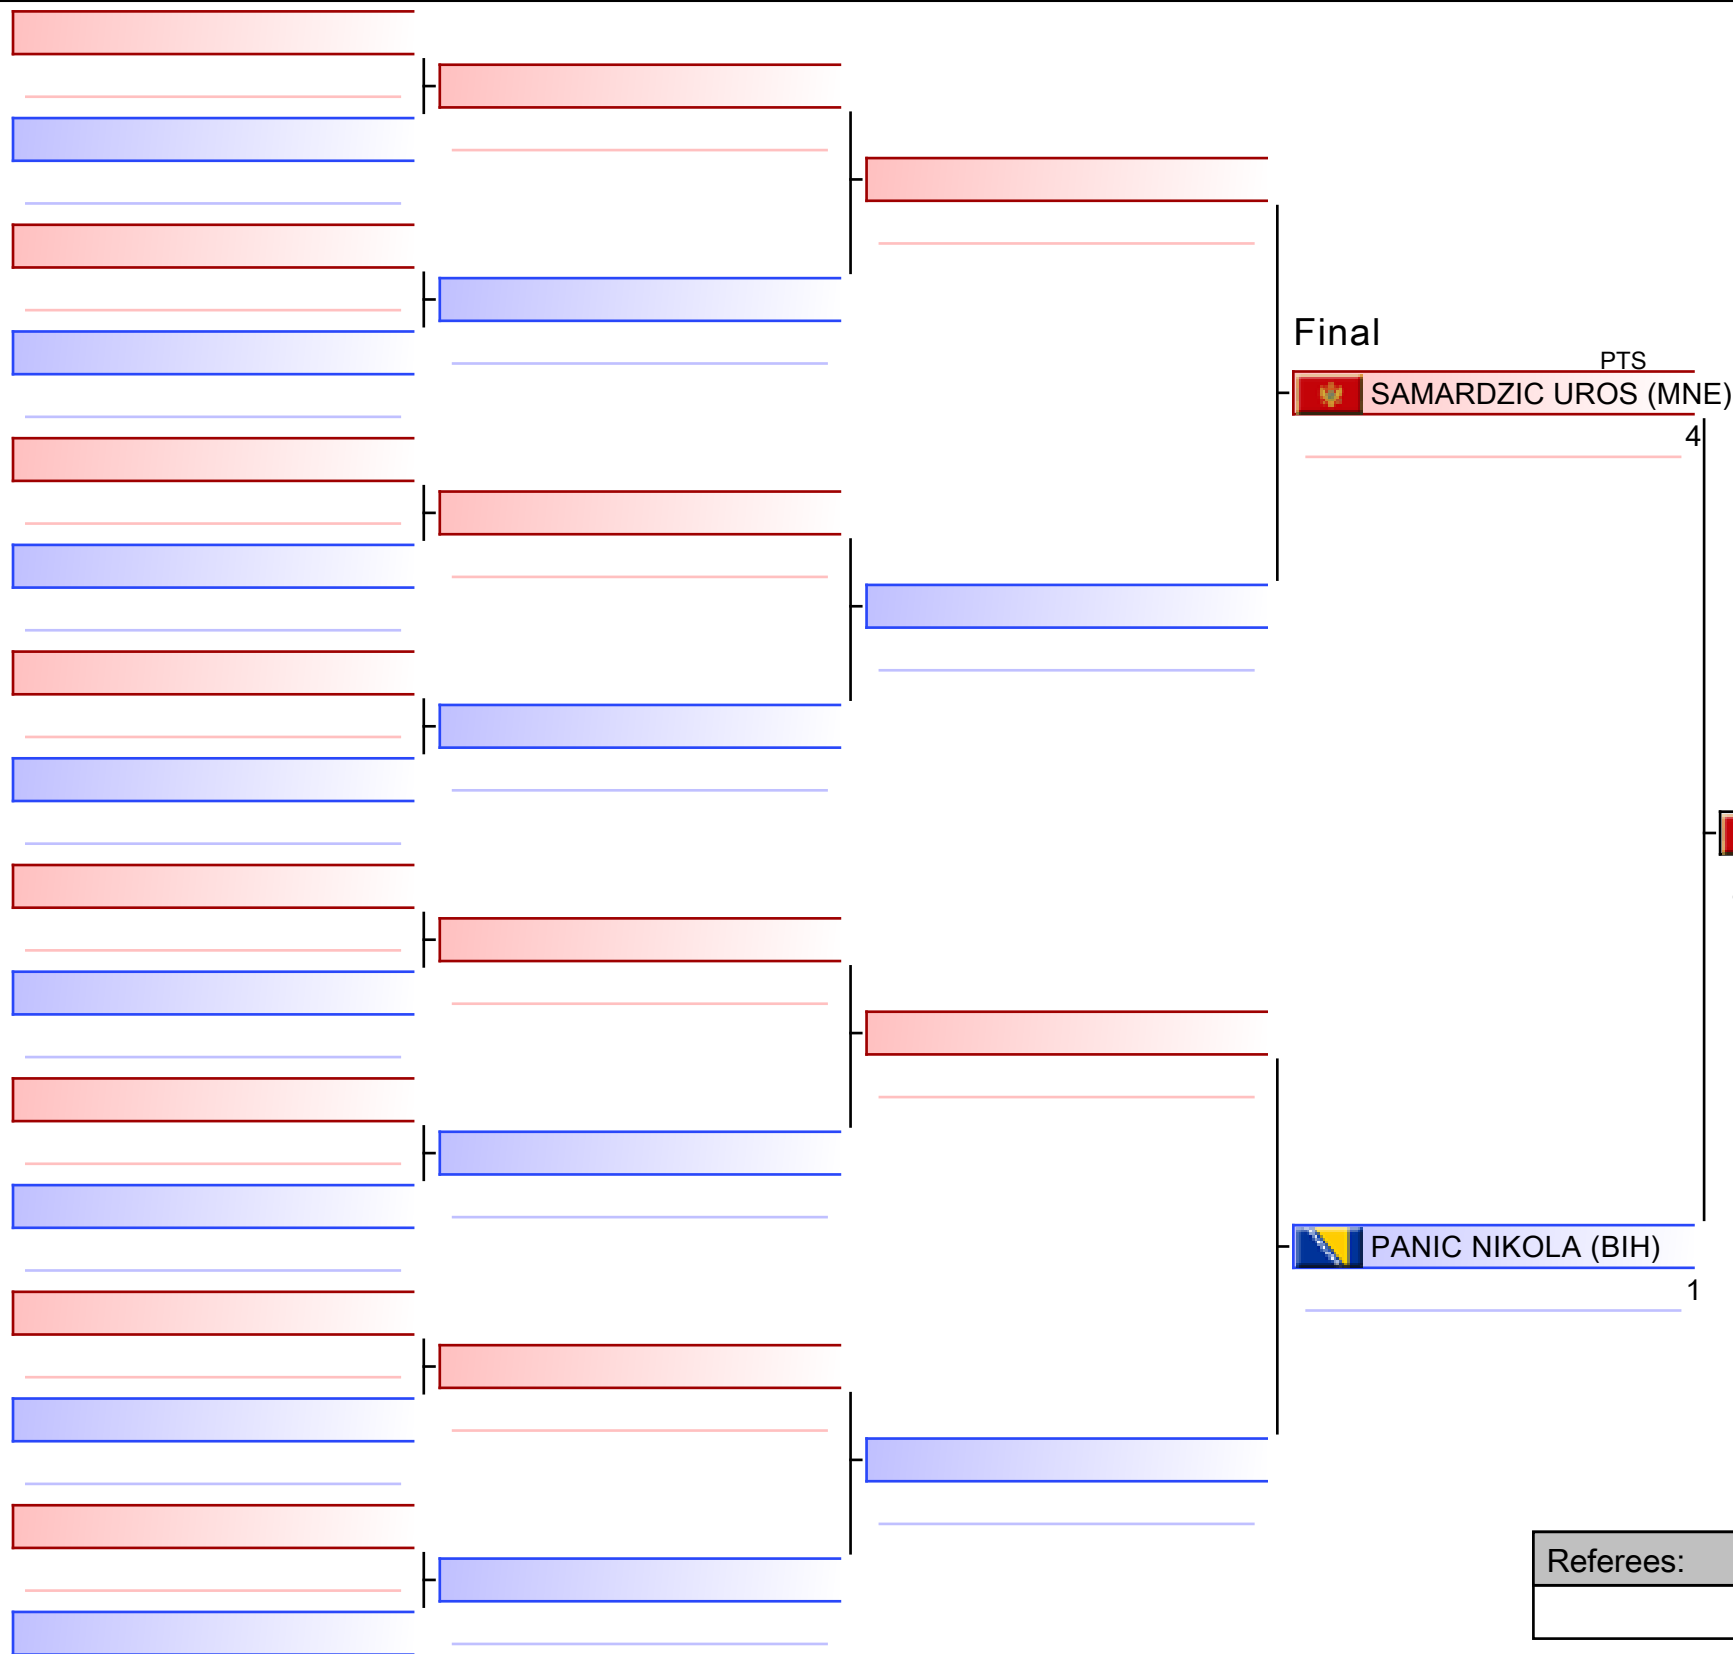 Final
PTS
SAMARDZIC UROS (MNE)
4
PANIC NIKOLA (BIH)
1
Referees: